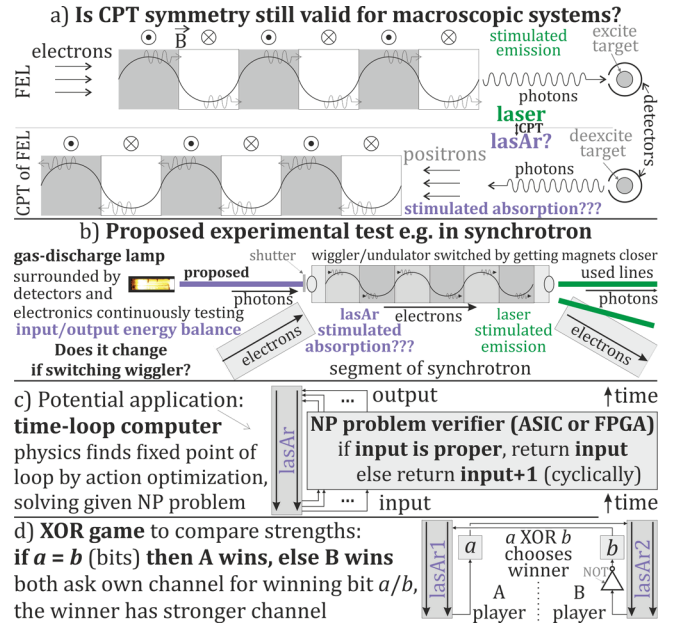 a) Is CPT symmetry still valid for macroscopic systems?
electrons
B
stimulated
emission
excite
target
FEL
photons
laser
CPT
lasAr?
detectors
deexcite
target
CPT of FEL
positrons
photons
stimulated absorption???
b) Proposed experimental test e.g. in synchrotron
gas-discharge lamp
surrounded by
detectors and
electronics continuously testing
input/output energy balance
Does it change
if switching wiggler?
shutter
wiggler/undulator switched by getting magnets closer
proposed
photons
used lines
photons
lasAr
stimulated
absorption???
electrons
laser
stimulated
emission
electrons
electrons
segment of synchrotron
c) Potential application:
time-loop computer
physics finds fixed point of
loop by action optimization,
solving given NP problem
lasAr
...
output
time
NP problem verifier (ASIC or FPGA)
if input is proper, return input
else return input+1 (cyclically)
...
input
time
d) XOR game to compare strengths:
if a = b (bits) then A wins, else B wins
both ask own channel for winning bit a/b,
the winner has stronger channel
lasAr1
a
a XOR b
chooses
winner
b
NOT
lasAr2
A
player
B
player